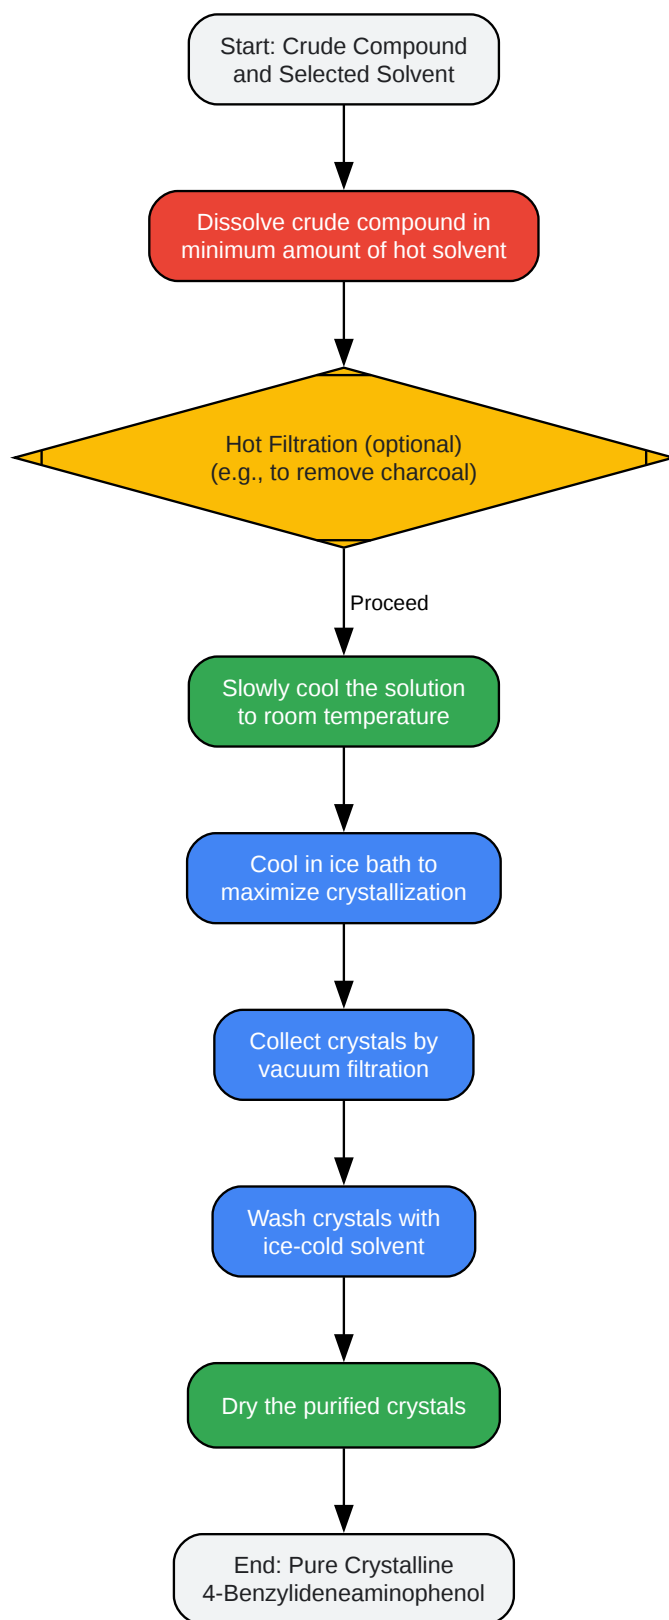 Start: Crude Compound
and Selected Solvent
Dissolve crude compound in
minimum amount of hot solvent
Hot Filtration (optional)
(e.g., to remove charcoal)
Proceed
Slowly cool the solution
to room temperature
Cool in ice bath to
maximize crystallization
Collect crystals by
vacuum filtration
Wash crystals with
ice-cold solvent
Dry the purified crystals
End: Pure Crystalline
4-Benzylideneaminophenol